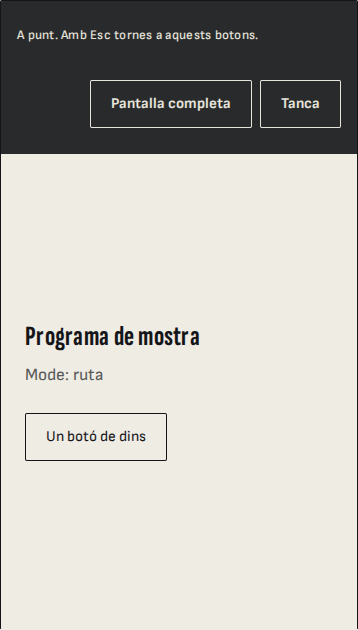 A punt. Amb Esc tornes a aquests botons.
Pantalla completa
Tanca
Programa de mostra
Mode: ruta
Un botó de dins